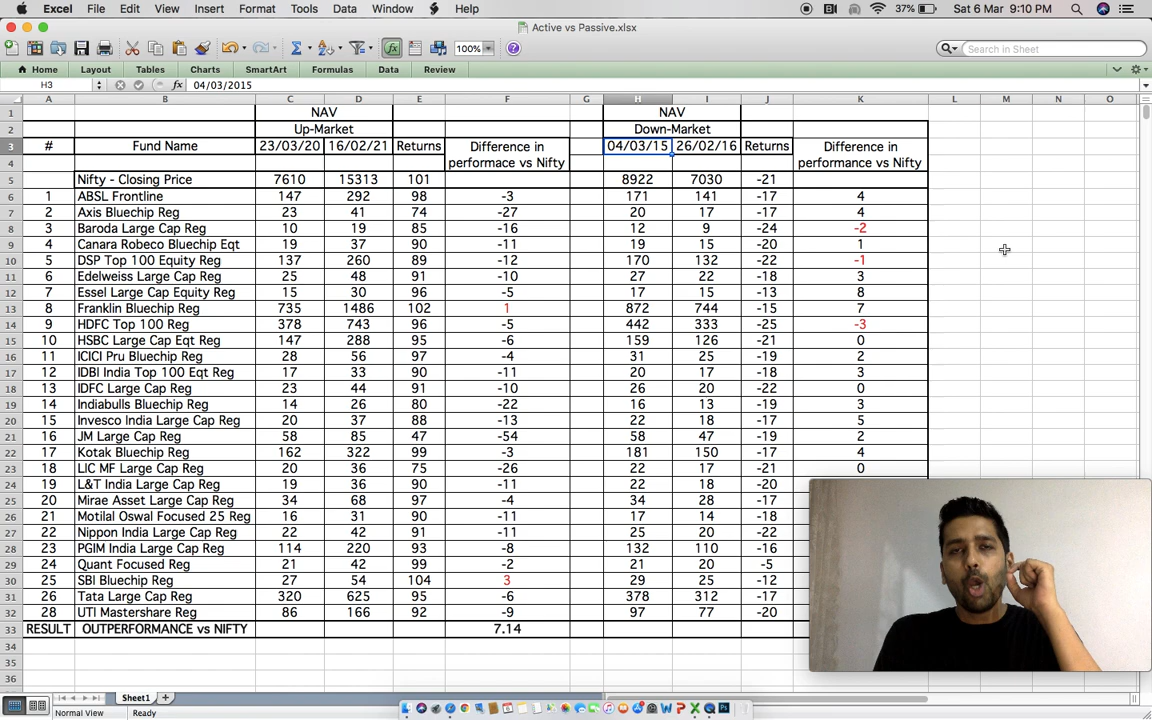 Excel File Edit View Insert Format Tools Data Window Help 37% Sat 6 Mar 9:10 PM
Active vs Passive.xlsx
100% Search in Sheet
Home Layout Tables Charts SmartArt Formulas Data Review
H3 fx 04/03/2015
A B C D E F G H I J K L M N O
1 NAV NAV
2 Up-Market Down-Market
3 # Fund Name 23/03/20 16/02/21 Returns Difference in 04/03/15 26/02/16 Returns Difference in
4 performace vs Nifty performance vs Nifty
5 Nifty - Closing Price 7610 15313 101 8922 7030 -21
6 1 ABSL Frontline 147 292 98 -3 171 141 -17 4
7 2 Axis Bluechip Reg 23 41 74 -27 20 17 -17 4
8 3 Baroda Large Cap Reg 10 19 85 -16 12 9 -24 -2
9 4 Canara Robeco Bluechip Eqt 19 37 90 -11 19 15 -20 1
10 5 DSP Top 100 Equity Reg 137 260 89 -12 170 132 -22 -1
11 6 Edelweiss Large Cap Reg 25 48 91 -10 27 22 -18 3
12 7 Essel Large Cap Equity Reg 15 30 96 -5 17 15 -13 8
13 8 Franklin Bluechip Reg 735 1486 102 1 872 744 -15 7
14 9 HDFC Top 100 Reg 378 743 96 -5 442 333 -25 -3
15 10 HSBC Large Cap Eqt Reg 147 288 95 -6 159 126 -21 0
16 11 ICICI Pru Bluechip Reg 28 56 97 -4 31 25 -19 2
17 12 IDBI India Top 100 Eqt Reg 17 33 90 -11 20 17 -18 3
18 13 IDFC Large Cap Reg 23 44 91 -10 26 20 -22 0
19 14 Indiabulls Bluechip Reg 14 26 80 -22 16 13 -19 3
20 15 Invesco India Largecap Reg 20 37 88 -13 22 18 -17 5
21 16 JM Large Cap Reg 58 85 47 -54 58 47 -19 2
22 17 Kotak Bluechip Reg 162 322 99 -3 181 150 -17 4
23 18 LIC MF Large Cap Reg 20 36 75 -26 22 17 -21 0
24 19 L&T India Large Cap Reg 19 36 90 -11 22 18 -20
25 20 Mirae Asset Large Cap Reg 34 68 97 -4 34 28 -17
26 21 Motilal Oswal Focused 25 Reg 16 31 90 -11 17 14 -18
27 22 Nippon India Large Cap Reg 22 42 91 -11 25 20 -22
28 23 PGIM India Large Cap Reg 114 220 93 -8 132 110 -16
29 24 Quant Focused Reg 21 42 99 -2 21 20 -5
30 25 SBI Bluechip Reg 27 54 104 3 29 25 -12
31 26 Tata Large Cap Reg 320 625 95 -6 378 312 -17
32 28 UTI Mastershare Reg 86 166 92 -9 97 77 -20
33 RESULT OUTPERFORMANCE vs NIFTY 7.14
34
35
36
Sheet1
Normal View Ready